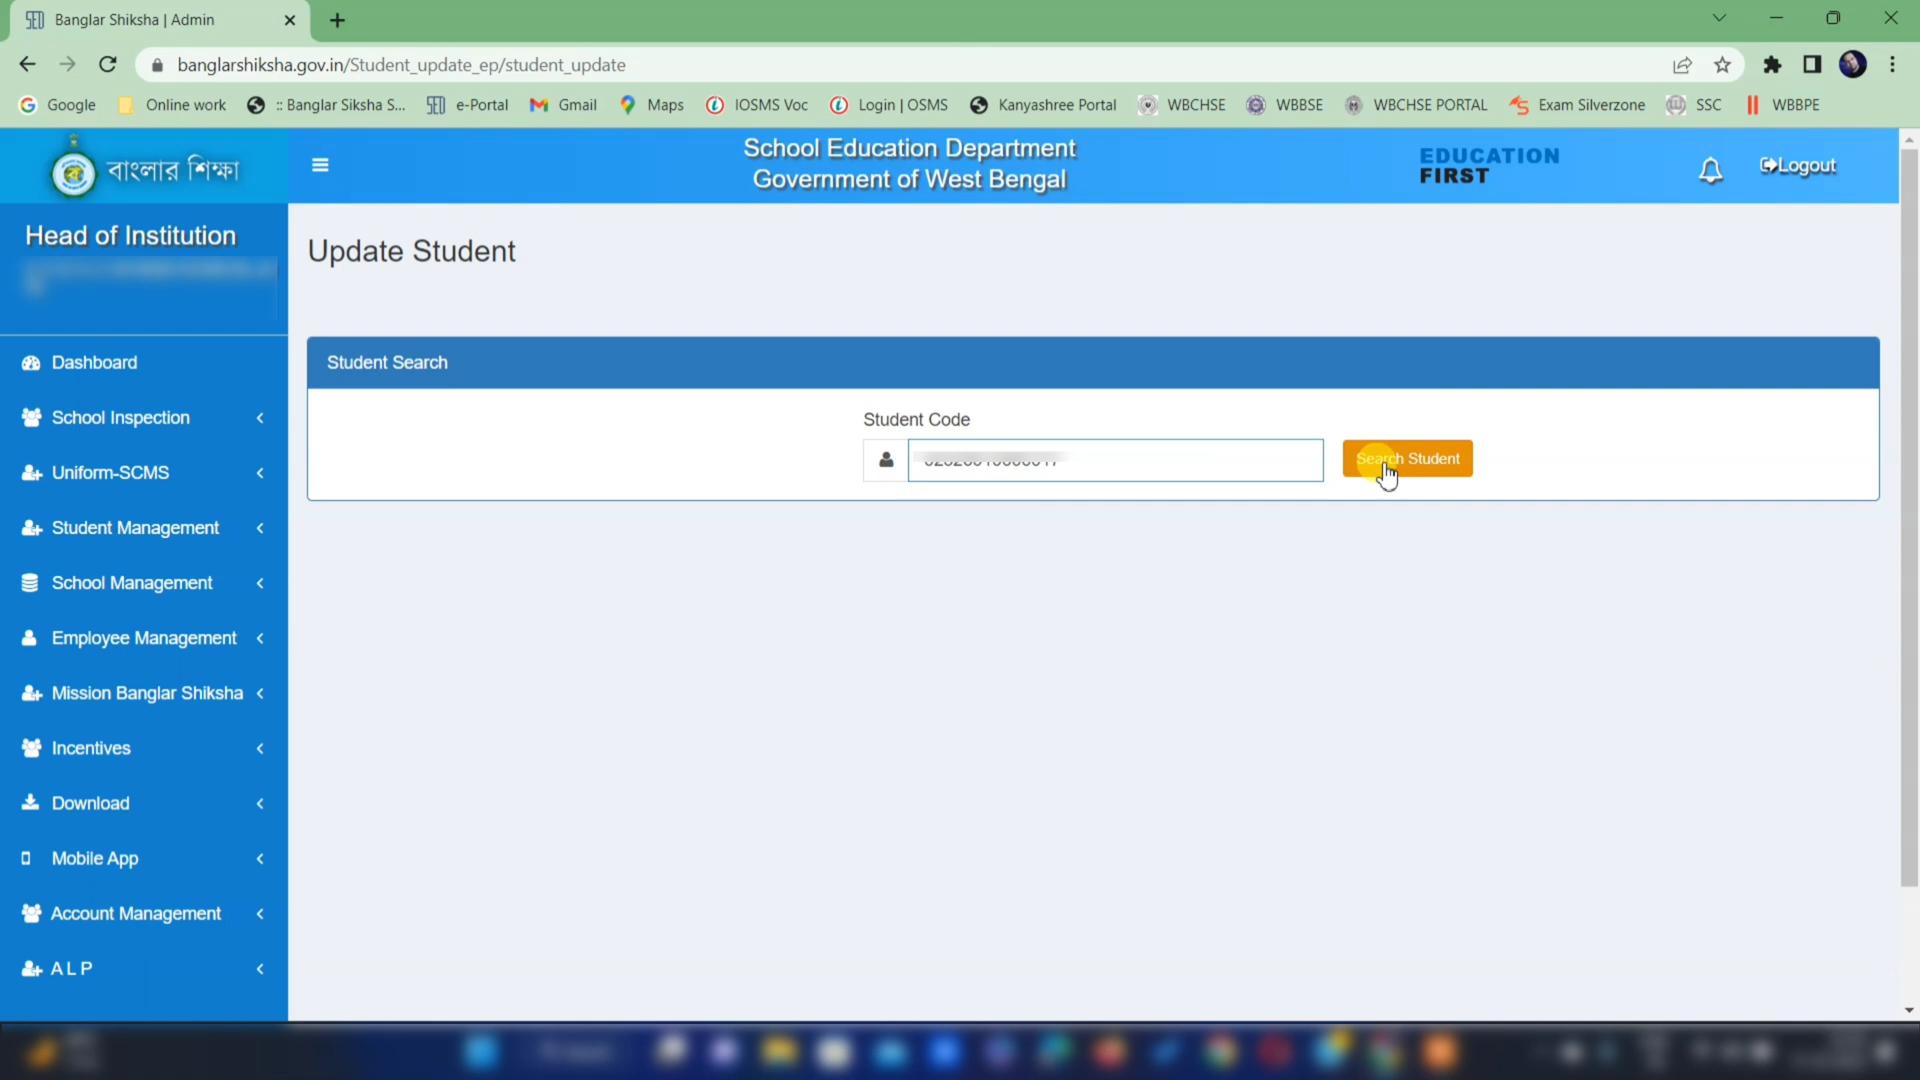 Banglar Shiksha | Admin
banglarshiksha.gov.in/Student_update_ep/student_update
Google
Online work
:: Banglar Siksha S...
e-Portal
Gmail
Maps
IOSMS Voc
Login | OSMS
Kanyashree Portal
WBCHSE
WBBSE
WBCHSE PORTAL
Exam Silverzone
SSC
WBBPE
বাংলার শিক্ষা
School Education Department
Government of West Bengal
EDUCATION
FIRST
Logout
Head of Institution
Update Student
Dashboard
School Inspection
Uniform-SCMS
Student Management
School Management
Employee Management
Mission Banglar Shiksha
Incentives
Download
Mobile App
Account Management
A L P
Student Search
Student Code
Search Student